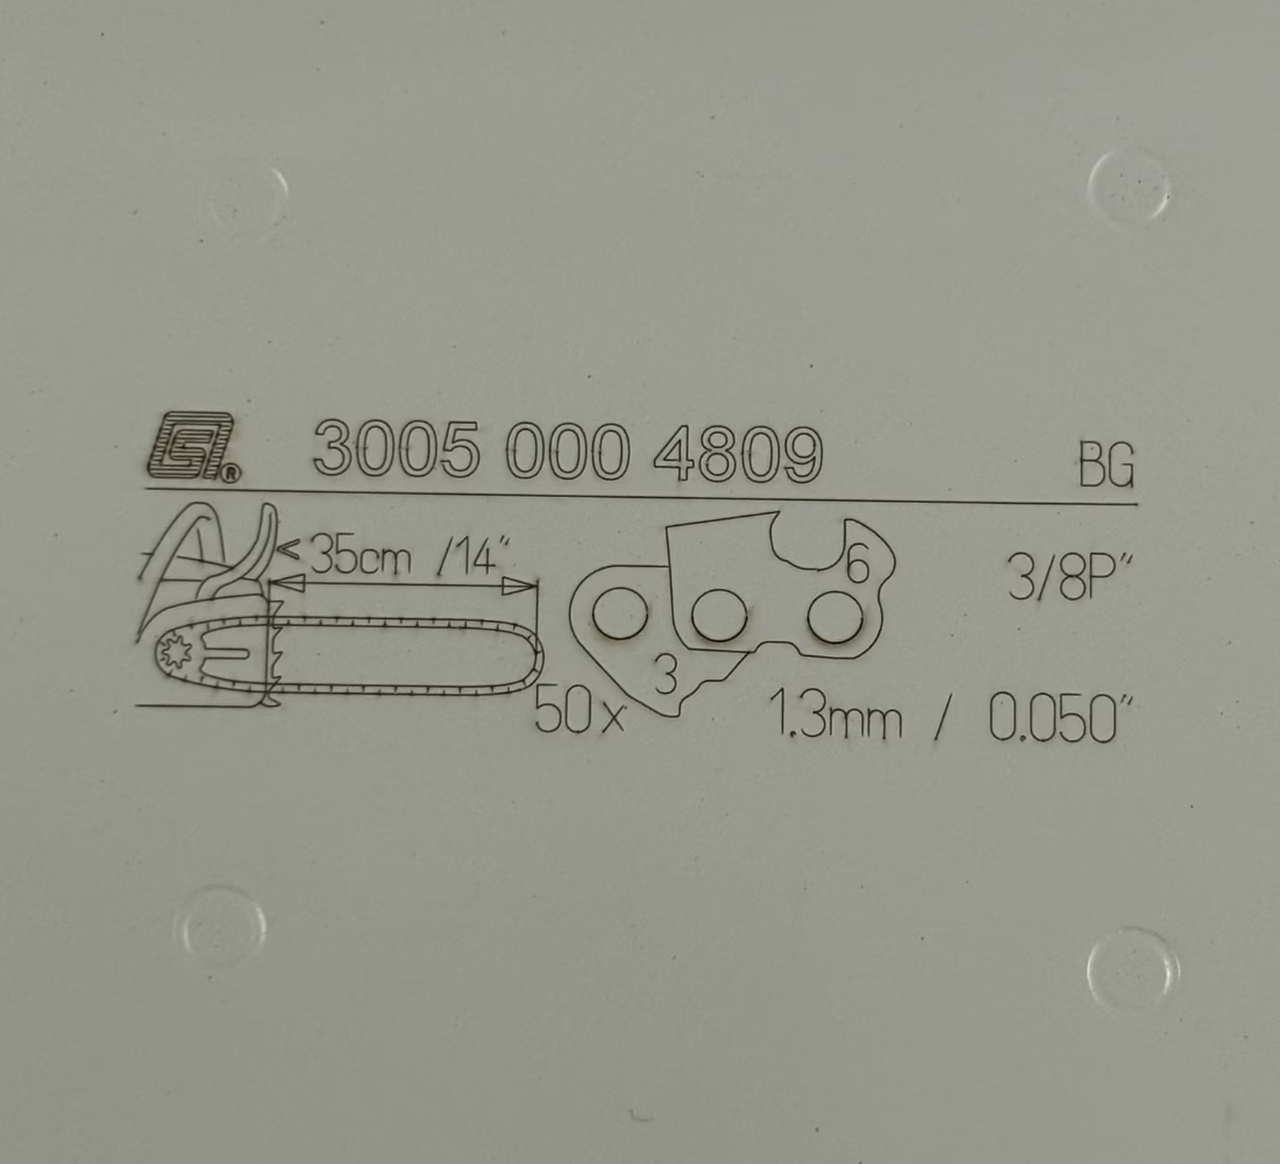 ® 3005 000 4809 BG
<35cm /14"
6
3/8P"
3
50x
1.3mm / 0.050"